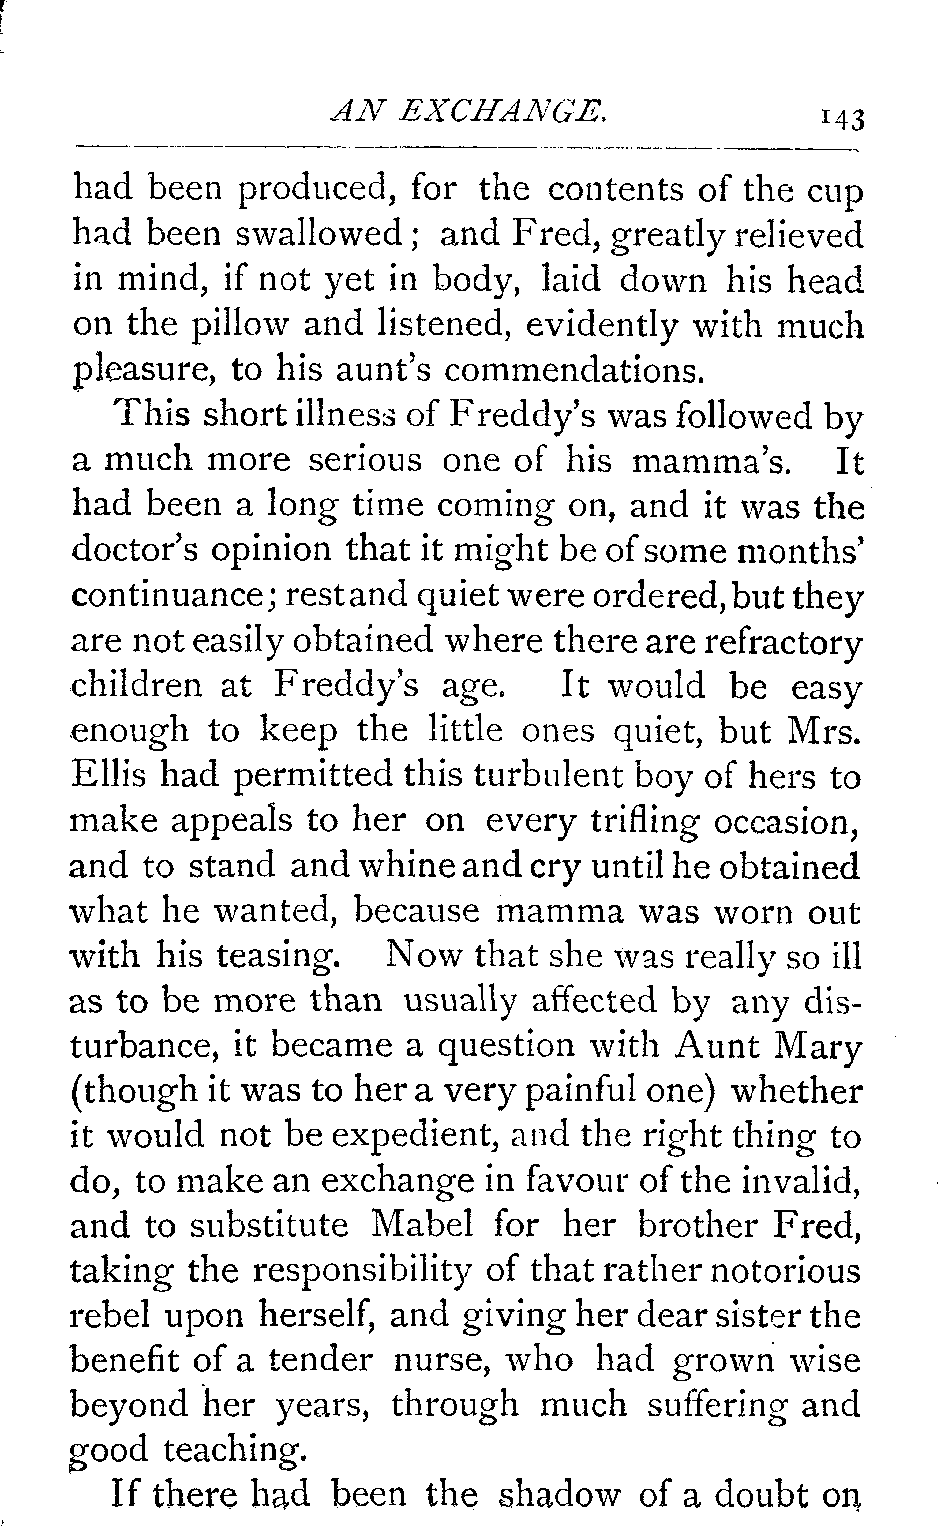 AN EXCHANGE. 143
had been produced, for the contents of the cup
had been swallowed; and Fred, greatly relieved
in mind, if not yet in body, laid down his head
on the pillow and listened, evidently with much
pleasure, to his aunt's commendations.
This short illness of Freddy's was followed by
a much more serious one of his mamma's. It
had been a long time coming on, and it was the
doctor's opinion that it might be of some months'
continuance; rest and quiet were ordered, but they
are not easily obtained where there are refractory
children at Freddy's age. It would be easy
enough to keep the little ones quiet, but Mrs.
Ellis had permitted this turbulent boy of hers to
make appeals to her on every trifling occasion,
and to stand and whine and cry until he obtained
what he wanted, because mamma was worn out
with his teasing. Now that she was really so ill
as to be more than usually affected by any dis-
turbance, it became a question with Aunt Mary
(though it was to her a very painful one) whether
it would not be expedient, and the right thing to
do, to make an exchange in favour of the invalid,
and to substitute Mabel for her brother Fred,
taking the responsibility of that rather notorious
rebel upon herself, and giving her dear sister the
benefit of a tender nurse, who had grown wise
beyond her years, through much suffering and
good teaching.
If there had been the shadow of a doubt on